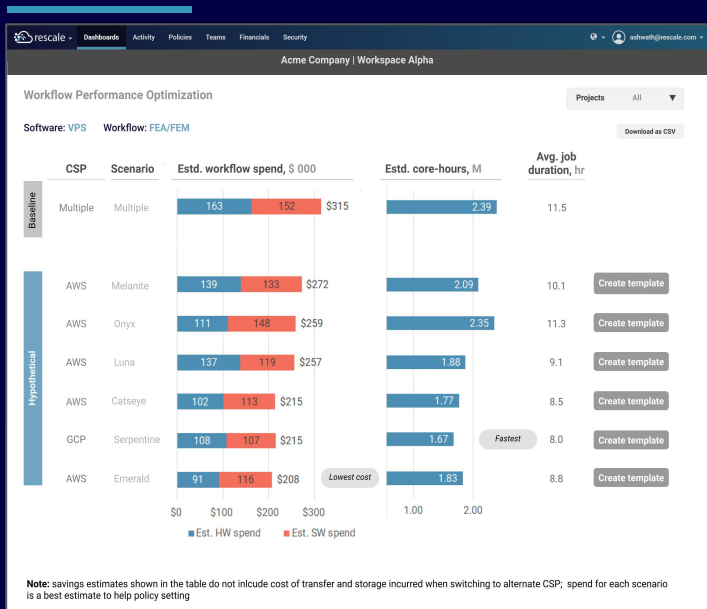 rescale Dashboards Activity Policies Teams Financials Security ashwath@rescale.com
Acme Company | Workspace Alpha
Workflow Performance Optimization
Projects All
Software: VPS Workflow: FEA/FEM
Download as CSV
CSP Scenario Estd. workflow spend, $ 000 Estd. core-hours, M Avg. job duration, hr
Baseline
Multiple Multiple 163 152 $315 2.39 11.5
Hypothetical
AWS Melanite 139 133 $272 2.09 10.1 Create template
AWS Onyx 111 148 $259 2.35 11.3 Create template
AWS Luna 137 119 $257 1.88 9.1 Create template
AWS Catseye 102 113 $215 1.77 8.5 Create template
GCP Serpentine 108 107 $215 1.67 Fastest 8.0 Create template
AWS Emerald 91 116 $208 Lowest cost 1.83 8.8 Create template
$0 $100 $200 $300 1.00 2.00
Est. HW spend Est. SW spend
Note: savings estimates shown in the table do not inlcude cost of transfer and storage incurred when switching to alternate CSP; spend for each scenario
is a best estimate to help policy setting